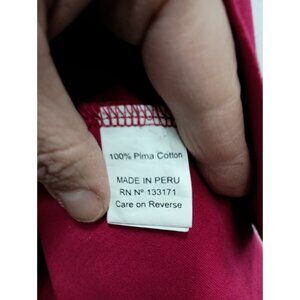 100% Pima Cotton
MADE IN PERU
RN Nº 133171
Care on Reverse